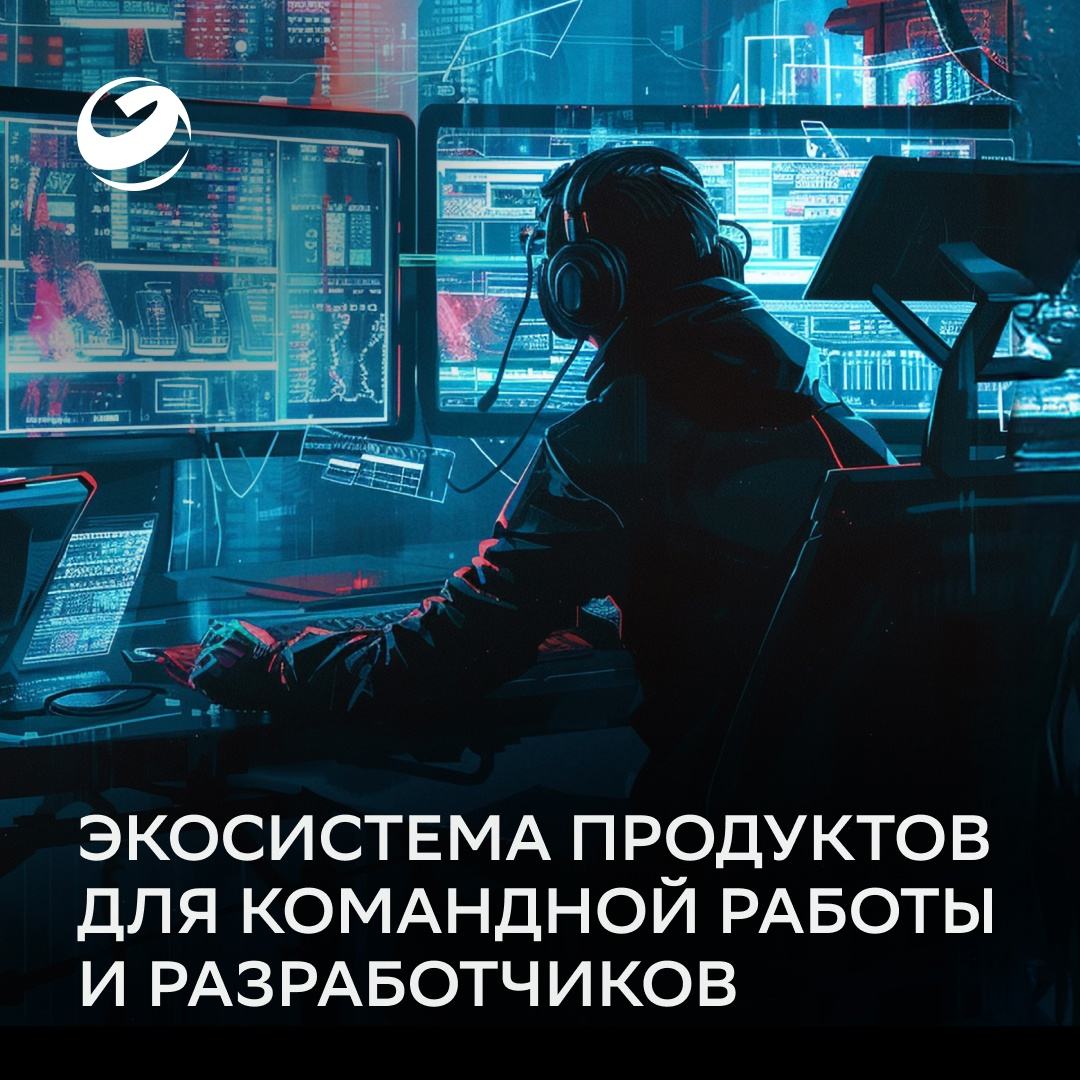 ЭКОСИСТЕМА ПРОДУКТОВ
ДЛЯ КОМАНДНОЙ РАБОТЫ
И РАЗРАБОТЧИКОВ